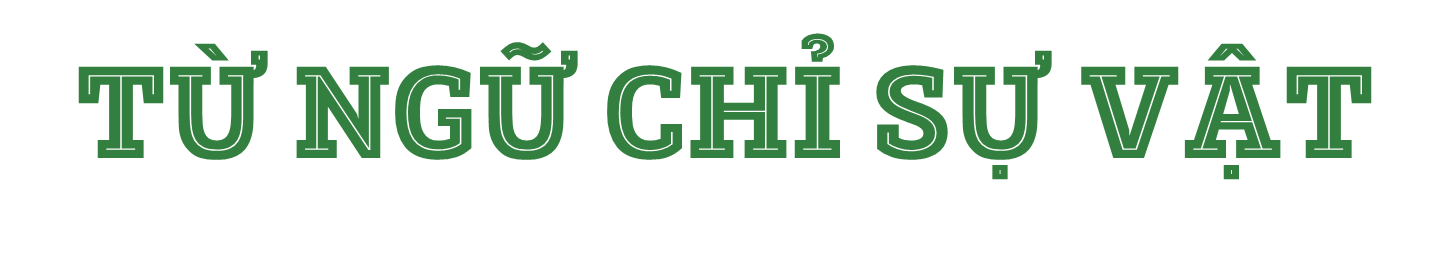 TỪ NGỮ CHỈ SỰ VẬT